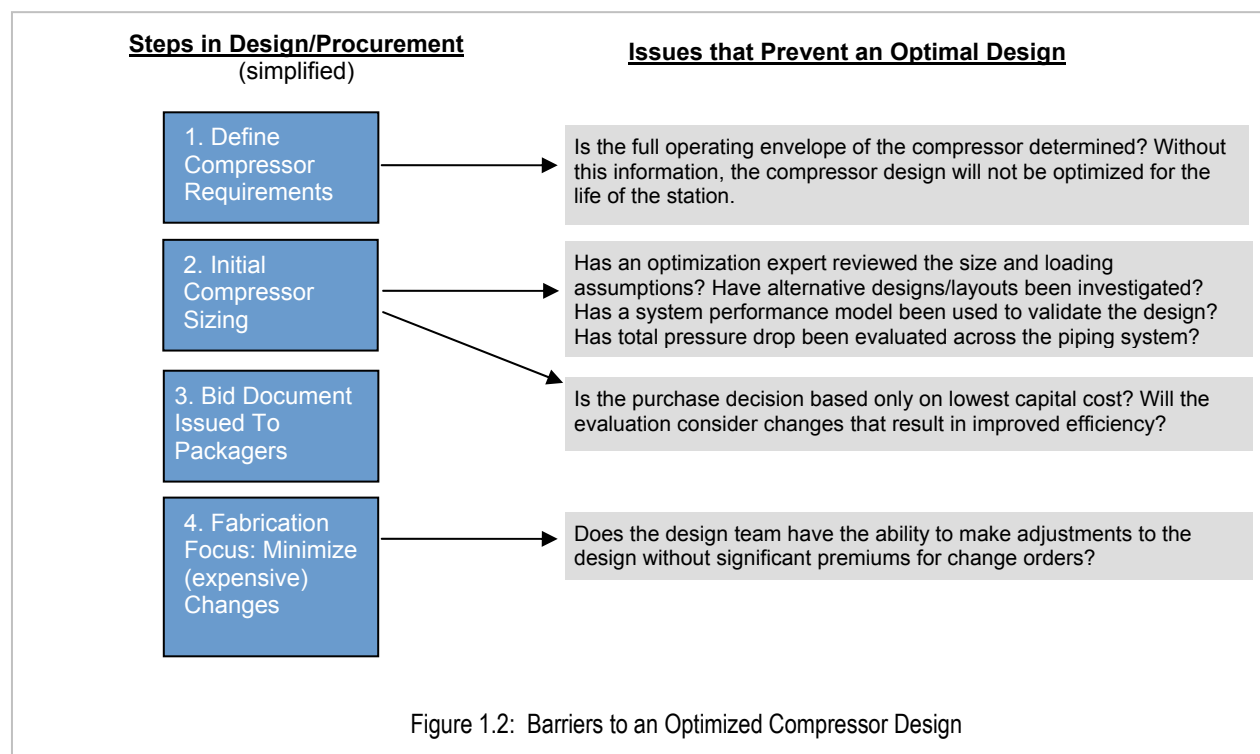 Steps in Design/Procurement
(simplified)
Issues that Prevent an Optimal Design
1. Define
Compressor
Requirements
Is the full operating envelope of the compressor determined? Without
this information, the compressor design will not be optimized for the
life of the station.
2. Initial
Compressor
Sizing
Has an optimization expert reviewed the size and loading
assumptions? Have alternative designs/layouts been investigated?
Has a system performance model been used to validate the design?
Has total pressure drop been evaluated across the piping system?
3. Bid Document
Issued To
Packagers
Is the purchase decision based only on lowest capital cost? Will the
evaluation consider changes that result in improved efficiency?
4. Fabrication
Focus: Minimize
(expensive)
Changes
Does the design team have the ability to make adjustments to the
design without significant premiums for change orders?
Figure 1.2: Barriers to an Optimized Compressor Design